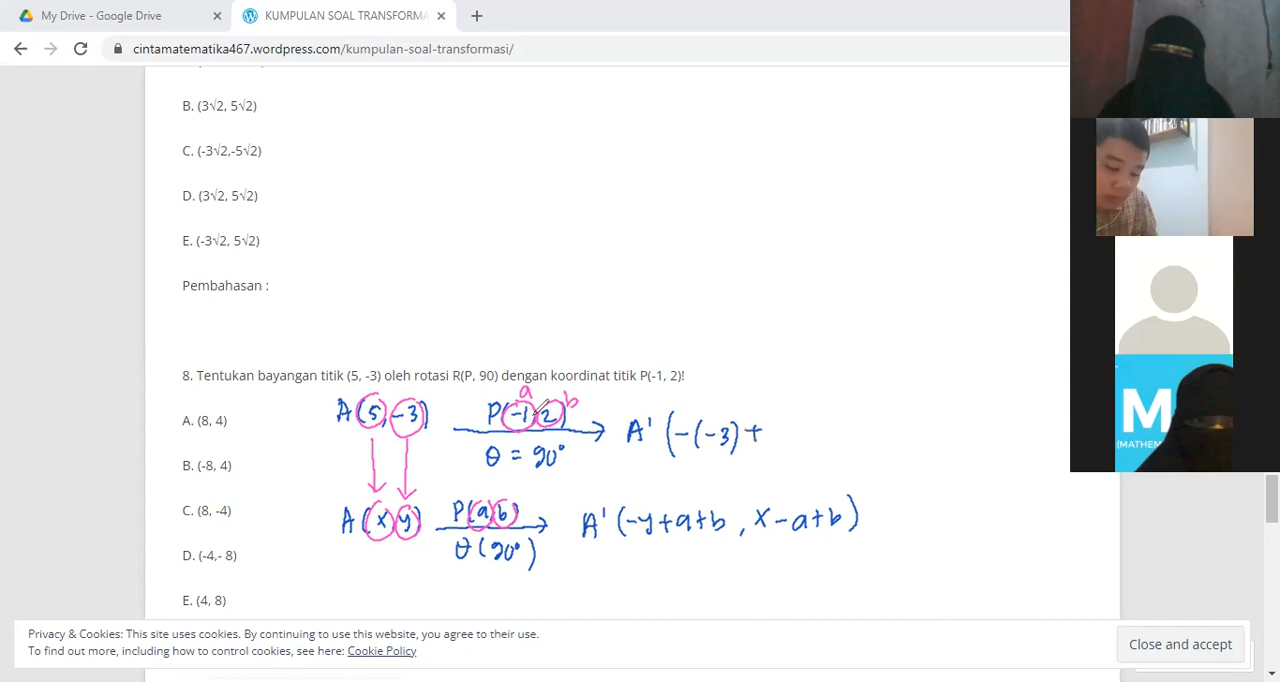 My Drive - Google Drive
KUMPULAN SOAL TRANSFORMA
cintamatematika467.wordpress.com/kumpulan-soal-transformasi/
B. (3√2, 5√2)
C. (-3√2,-5√2)
D. (3√2, 5√2)
E. (-3√2, 5√2)
Pembahasan :
8. Tentukan bayangan titik (5, -3) oleh rotasi R(P, 90) dengan koordinat titik P(-1, 2)!
a
b
A(5,-3) P(-1,2) A' (-(-3)+
θ = 90°
A. (8, 4)
B. (-8, 4)
C. (8, -4)
A(x,y) P(a,b) A'(-y+a+b, x-a+b)
θ(90°)
D. (-4,- 8)
E. (4, 8)
M
(MATHEM
Privacy & Cookies: This site uses cookies. By continuing to use this website, you agree to their use.
To find out more, including how to control cookies, see here: Cookie Policy
Close and accept